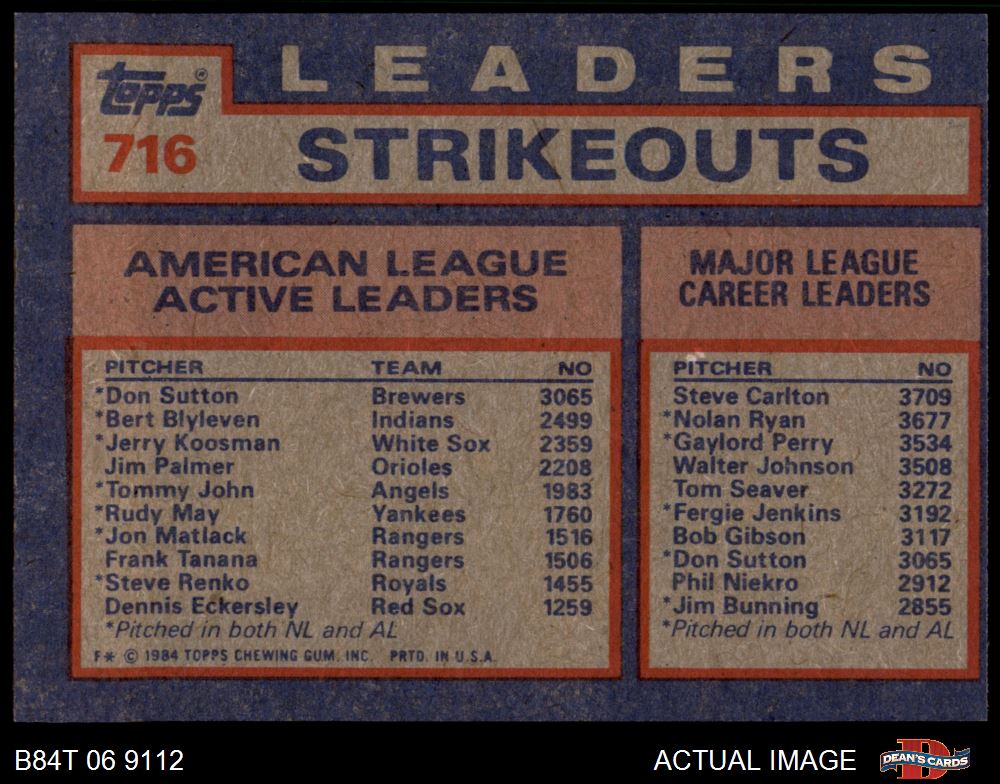 LEADERS
topps®
716
STRIKEOUTS
AMERICAN LEAGUE
ACTIVE LEADERS
PITCHER TEAM NO
*Don Sutton Brewers 3065
*Bert Blyleven Indians 2499
*Jerry Koosman White Sox 2359
Jim Palmer Orioles 2208
*Tommy John Angels 1983
*Rudy May Yankees 1760
*Jon Matlack Rangers 1516
Frank Tanana Rangers 1506
*Steve Renko Royals 1455
Dennis Eckersley Red Sox 1259
*Pitched in both NL and AL
F* © 1984 TOPPS CHEWING GUM, INC. PRTD. IN U.S.A.
MAJOR LEAGUE
CAREER LEADERS
PITCHER NO
Steve Carlton 3709
*Nolan Ryan 3677
*Gaylord Perry 3534
Walter Johnson 3508
Tom Seaver 3272
*Fergie Jenkins 3192
Bob Gibson 3117
*Don Sutton 3065
Phil Niekro 2912
*Jim Bunning 2855
*Pitched in both NL and AL
B84T 06 9112
ACTUAL IMAGE
DEAN'S CARDS